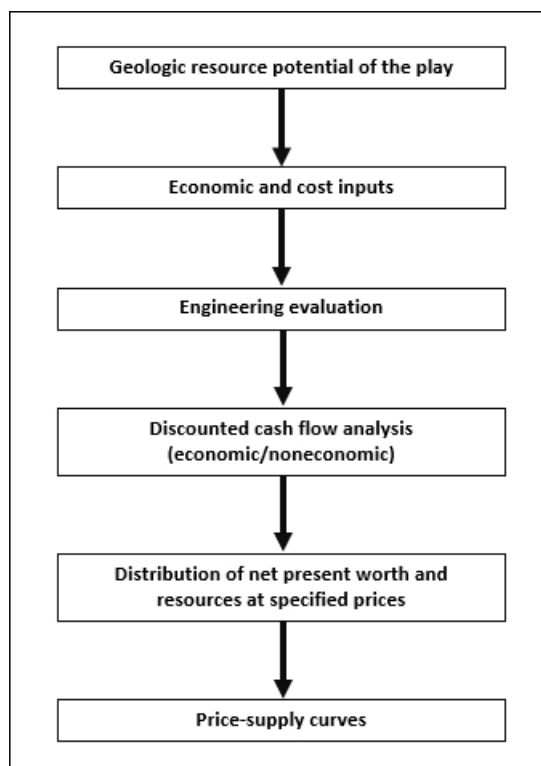 Geologic resource potential of the play
Economic and cost inputs
Engineering evaluation
Discounted cash flow analysis
(economic/noneconomic)
Distribution of net present worth and
resources at specified prices
Price-supply curves